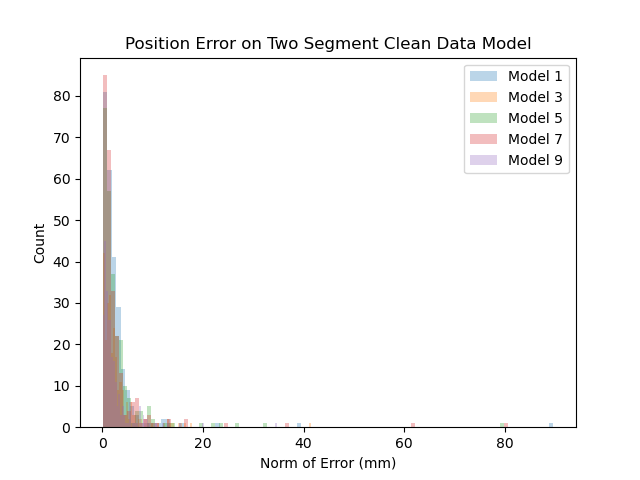 Position Error on Two Segment Clean Data Model
Model 1
Model 3
Model 5
Model 7
Model 9
80
70
60
50
40
30
20
10
0
Count
0 20 40 60 80
Norm of Error (mm)